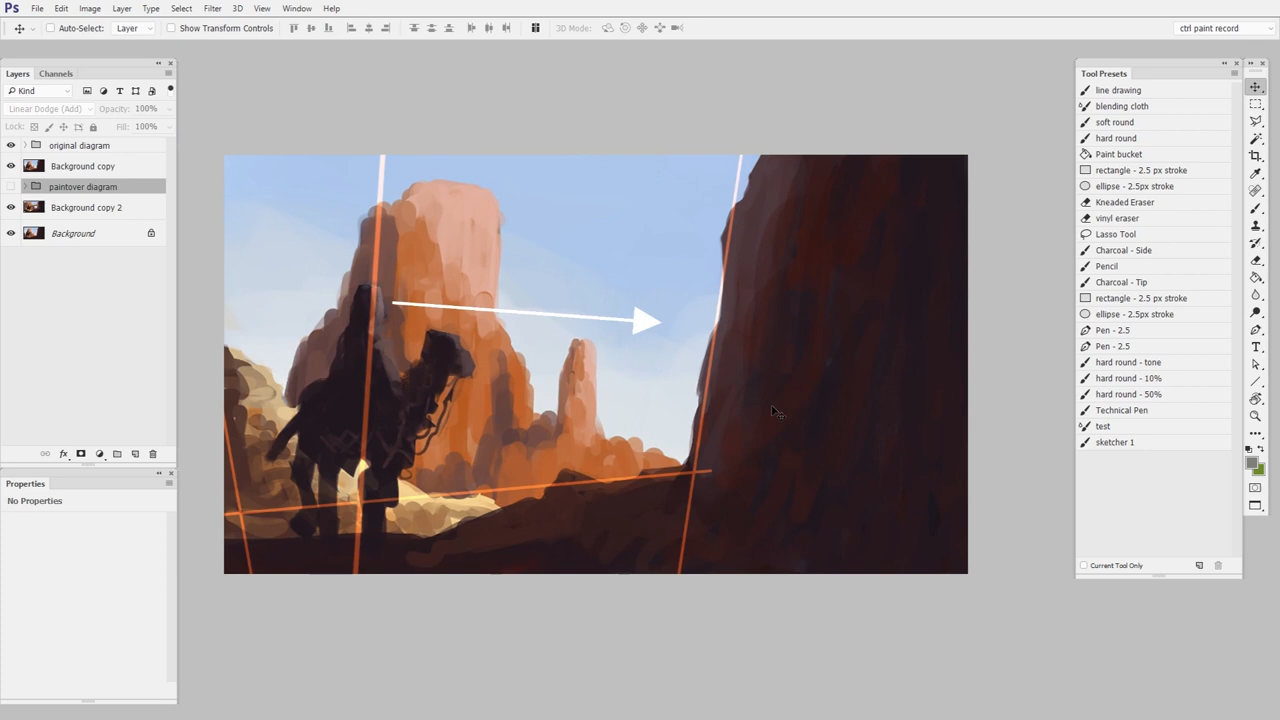 Ps File Edit Image Layer Type Select Filter 3D View Window Help
Auto-Select: Layer Show Transform Controls 3D Mode: ctrl paint record
Layers Channels
Kind
Linear Dodge (Add) Opacity: 100%
Lock: Fill: 100%
original diagram
Background copy
paintover diagram
Background copy 2
Background
fx
Properties
No Properties
Tool Presets
line drawing
blending cloth
soft round
hard round
Paint bucket
rectangle - 2.5 px stroke
ellipse - 2.5px stroke
Kneaded Eraser
vinyl eraser
Lasso Tool
Charcoal - Side
Pencil
Charcoal - Tip
rectangle - 2.5 px stroke
ellipse - 2.5px stroke
Pen - 2.5
Pen - 2.5
hard round - tone
hard round - 10%
hard round - 50%
Technical Pen
test
sketcher 1
Current Tool Only